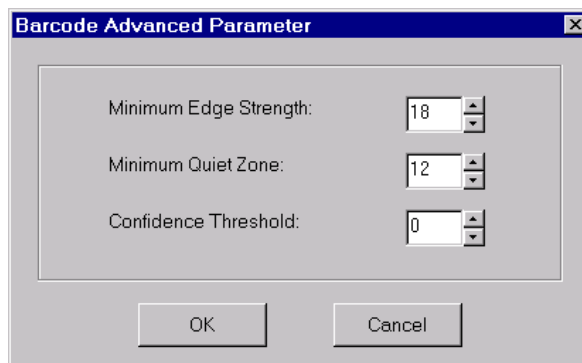 Barcode Advanced Parameter
Minimum Edge Strength: 18
Minimum Quiet Zone: 12
Confidence Threshold: 0
OK Cancel